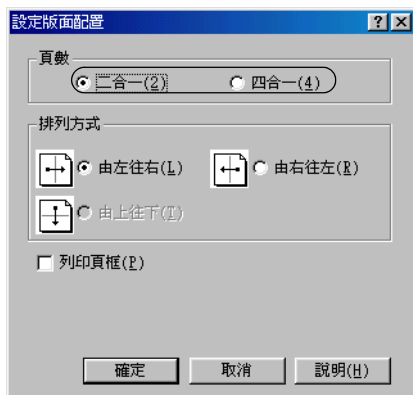 設定版面配置
頁數
二合一(2) 四合一(4)
排列方式
由左往右(L) 由右往左(R)
由上往下(T)
列印頁框(P)
確定 取消 說明(H)